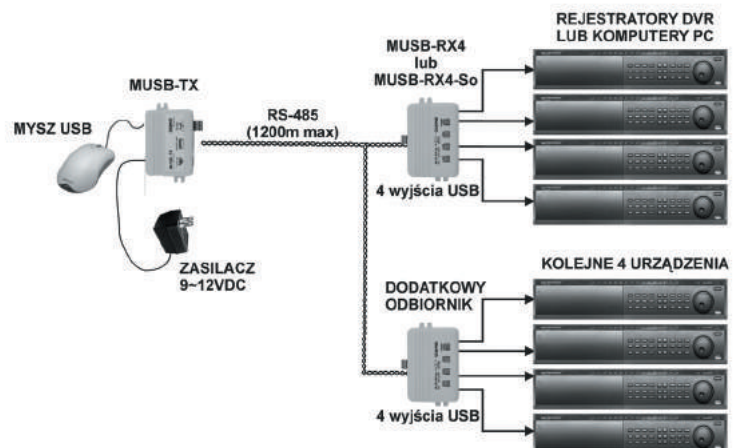 REJESTRATORY DVR
LUB KOMPUTERY PC
MUSB-RX4
lub
MUSB-RX4-So
MUSB-TX
RS-485
(1200m max)
MYSZ USB
4 wyjścia USB
ZASILACZ
9~12VDC
KOLEJNE 4 URZĄDZENIA
DODATKOWY
ODBIORNIK
4 wyjścia USB